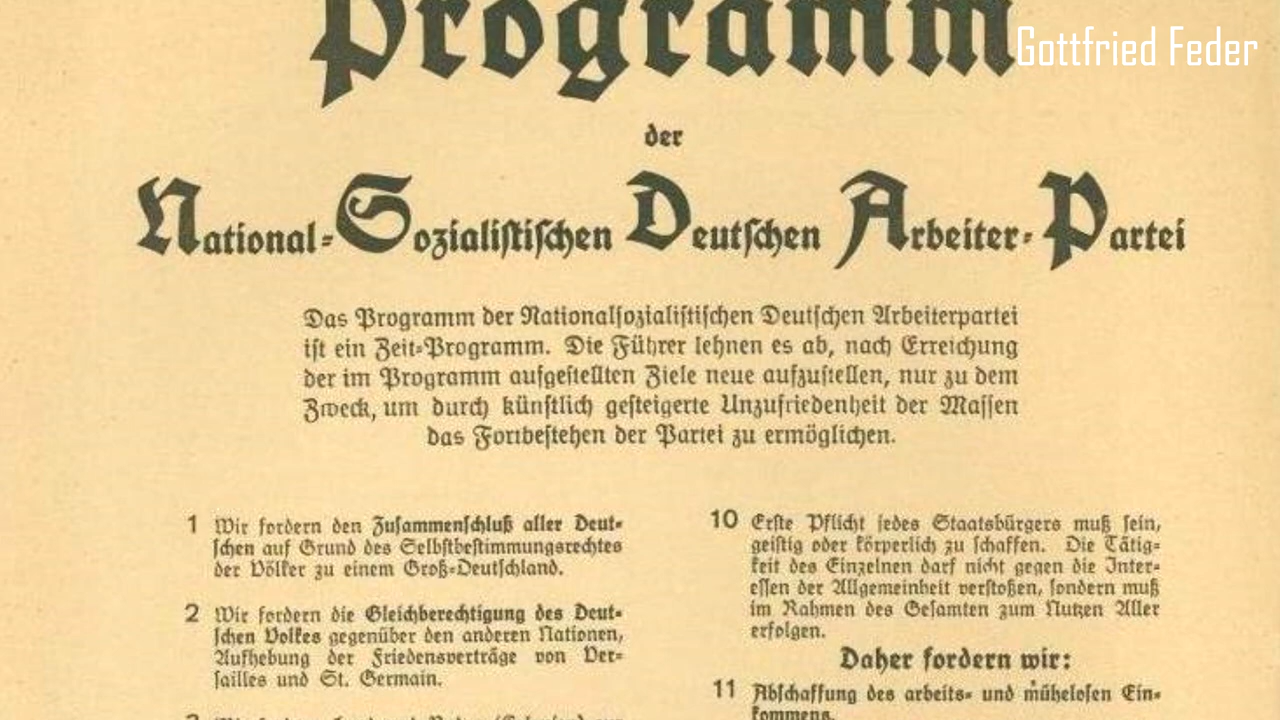 Programm
Gottfried Feder
der
National-Sozialistischen Deutschen Arbeiter-Partei
Das Programm der Nationalsozialistischen Deutschen Arbeiterpartei
ist ein Zeit-Programm. Die Führer lehnen es ab, nach Erreichung
der im Programm aufgestellten Ziele neue aufzustellen, nur zu dem
Zweck, um durch künstlich gesteigerte Unzufriedenheit der Massen
das Fortbestehen der Partei zu ermöglichen.
1 Wir fordern den Zusammenschluß aller Deut-
schen auf Grund des Selbstbestimmungsrechtes
der Völker zu einem Groß-Deutschland.
2 Wir fordern die Gleichberechtigung des Deut-
schen Volkes gegenüber den anderen Nationen,
Aufhebung der Friedensverträge von Ver-
sailles und St. Germain.
10 Erste Pflicht jedes Staatsbürgers muß sein,
geistig oder körperlich zu schaffen. Die Tätig-
keit des Einzelnen darf nicht gegen die Inter-
essen der Allgemeinheit verstoßen, sondern muß
im Rahmen des Gesamten zum Nutzen Aller
erfolgen.
Daher fordern wir:
11 Abschaffung des arbeits- und mühelosen Ein-
kommens.